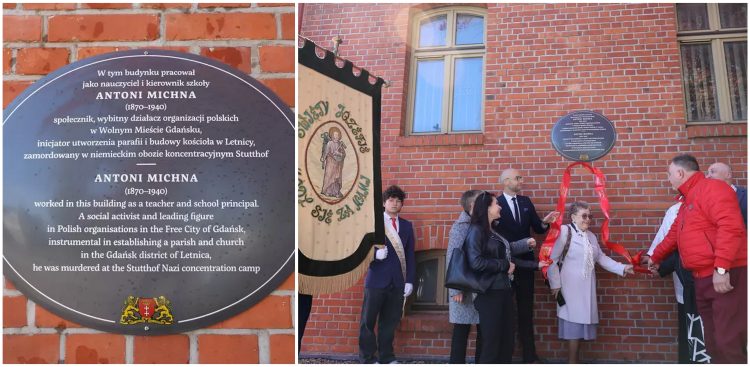 W tym budynku pracował
jako nauczyciel i kierownik szkoły
ANTONI MICHNA
(1870–1940)
społecznik, wybitny działacz organizacji polskich
w Wolnym Mieście Gdańsku,
inicjator utworzenia parafii i budowy kościoła w Letnicy,
zamordowany w niemieckim obozie koncentracyjnym Stutthof
ANTONI MICHNA
(1870–1940)
worked in this building as a teacher and school principal.
A social activist and leading figure
in Polish organisations in the Free City of Gdańsk,
instrumental in establishing a parish and church
in the Gdańsk district of Letnica,
he was murdered at the Stutthof Nazi concentration camp
ŚWIĘTY JÓZEFIE